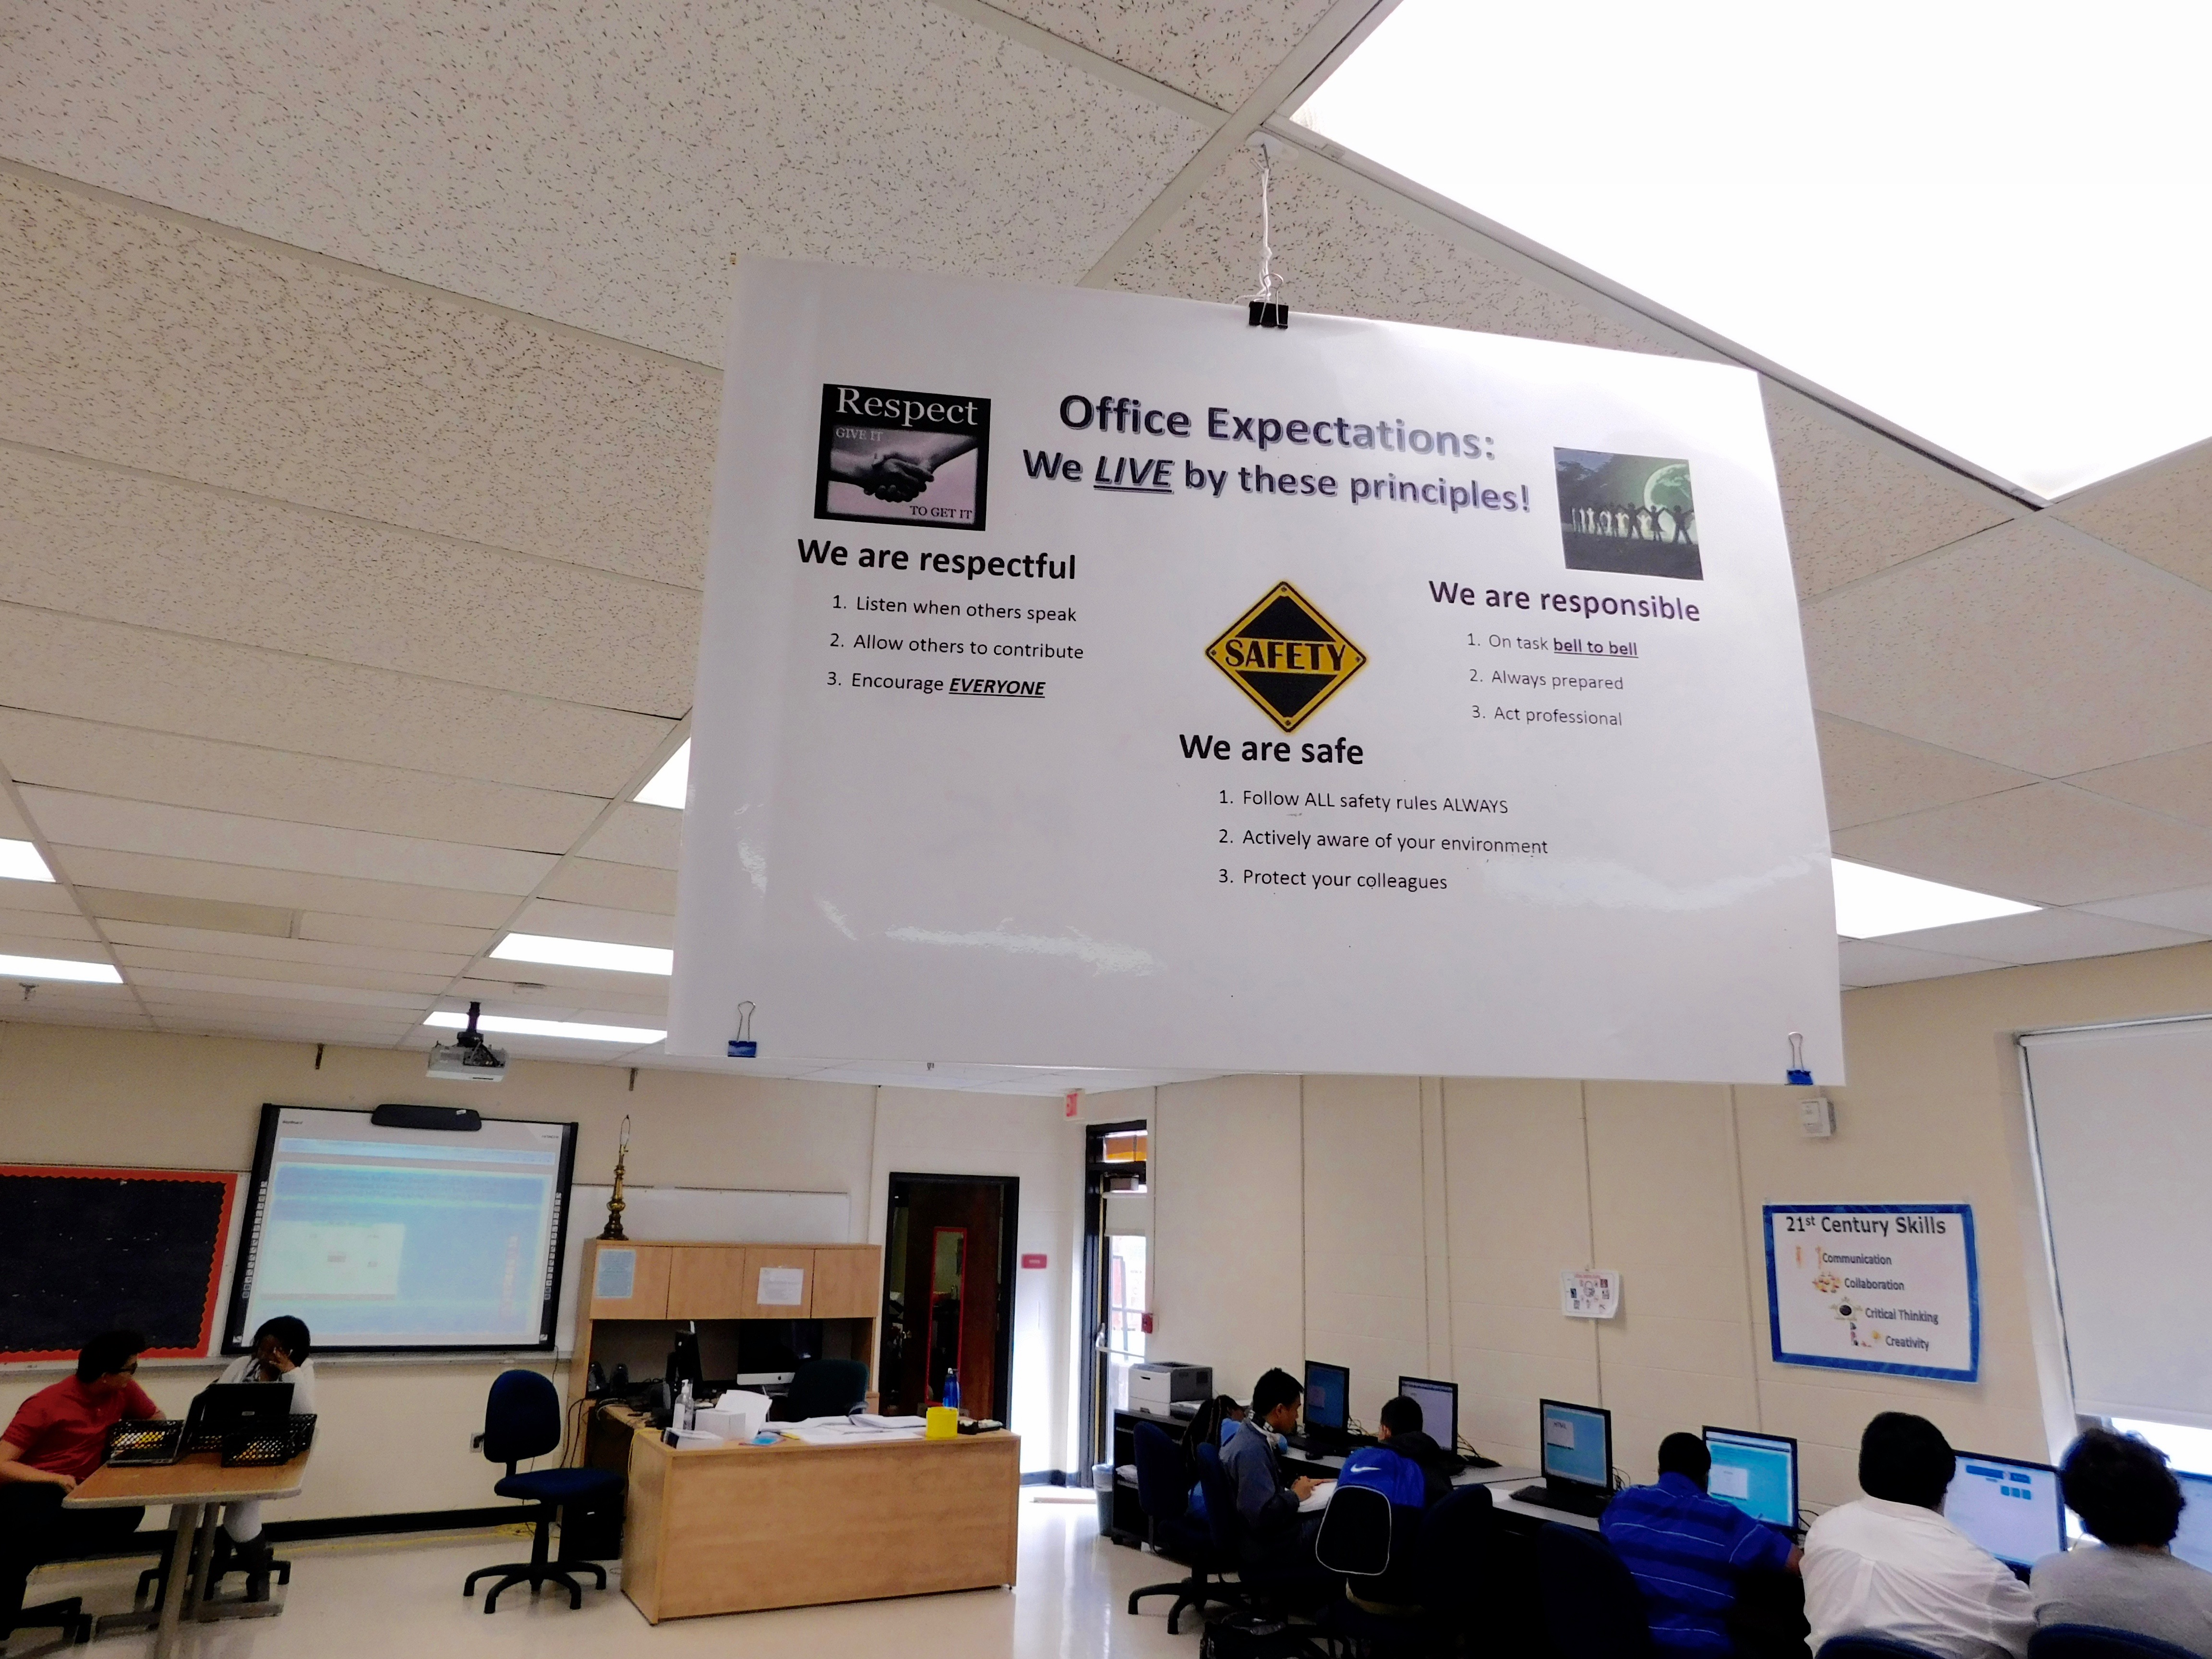 Respect
GIVE IT
TO GET IT
Office Expectations:
We LIVE by these principles!
We are respectful
1. Listen when others speak
2. Allow others to contribute
3. Encourage EVERYONE
SAFETY
We are safe
1. Follow ALL safety rules ALWAYS
2. Actively aware of your environment
3. Protect your colleagues
We are responsible
1. On task bell to bell
2. Always prepared
3. Act professional
EXIT
21st Century Skills
Communication
Collaboration
Critical Thinking
Creativity